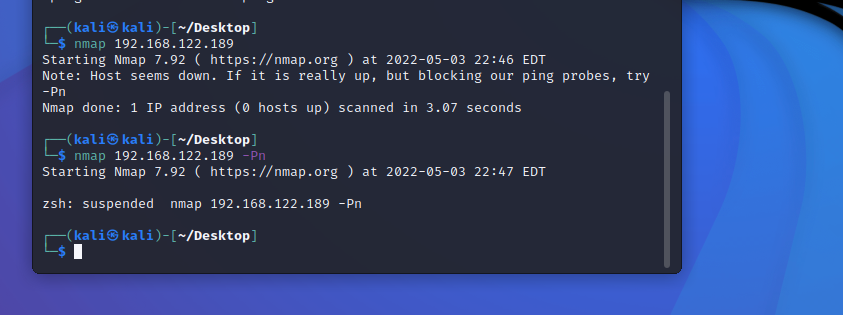 ┌──(kali㉿kali)-[~/Desktop]
└─$ nmap 192.168.122.189
Starting Nmap 7.92 ( https://nmap.org ) at 2022-05-03 22:46 EDT
Note: Host seems down. If it is really up, but blocking our ping probes, try
-Pn
Nmap done: 1 IP address (0 hosts up) scanned in 3.07 seconds
┌──(kali㉿kali)-[~/Desktop]
└─$ nmap 192.168.122.189 -Pn
Starting Nmap 7.92 ( https://nmap.org ) at 2022-05-03 22:47 EDT
zsh: suspended  nmap 192.168.122.189 -Pn
┌──(kali㉿kali)-[~/Desktop]
└─$